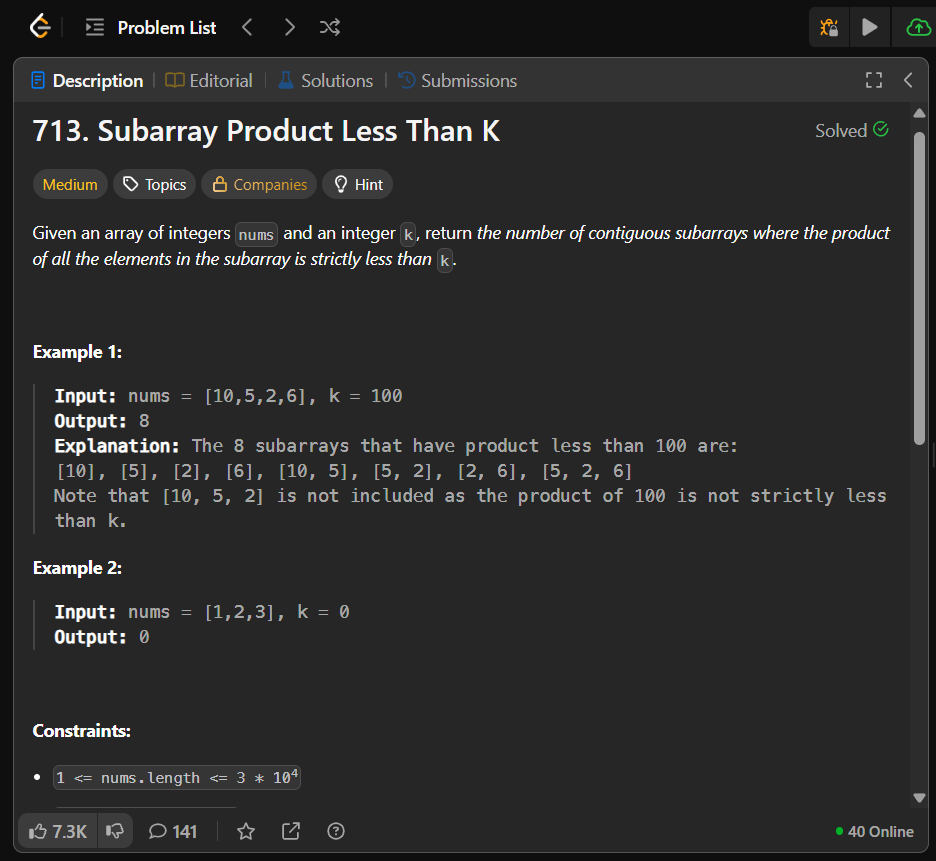 Problem List
Description | Editorial | Solutions | Submissions
713. Subarray Product Less Than K
Solved
Medium Topics Companies Hint
Given an array of integers nums and an integer k, return the number of contiguous subarrays where the product
of all the elements in the subarray is strictly less than k.
Example 1:
Input: nums = [10,5,2,6], k = 100
Output: 8
Explanation: The 8 subarrays that have product less than 100 are:
[10], [5], [2], [6], [10, 5], [5, 2], [2, 6], [5, 2, 6]
Note that [10, 5, 2] is not included as the product of 100 is not strictly less
than k.
Example 2:
Input: nums = [1,2,3], k = 0
Output: 0
Constraints:
• 1 <= nums.length <= 3 * 10⁴
7.3K 141 40 Online